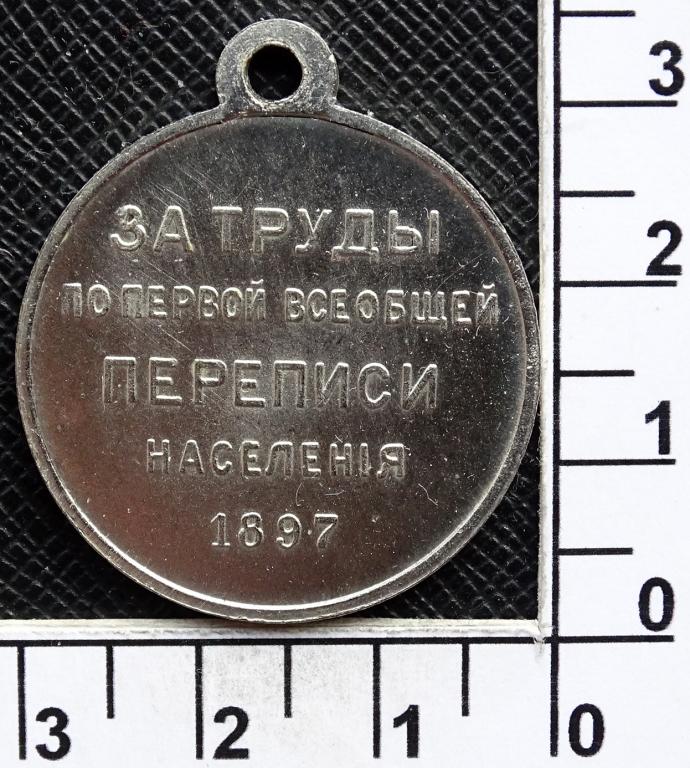 ЗА ТРУДЫ
ПО ПЕРВОЙ ВСЕОБЩЕЙ
ПЕРЕПИСИ
НАСЕЛЕНІЯ
1897
3
2
1
0
3 2 1 0